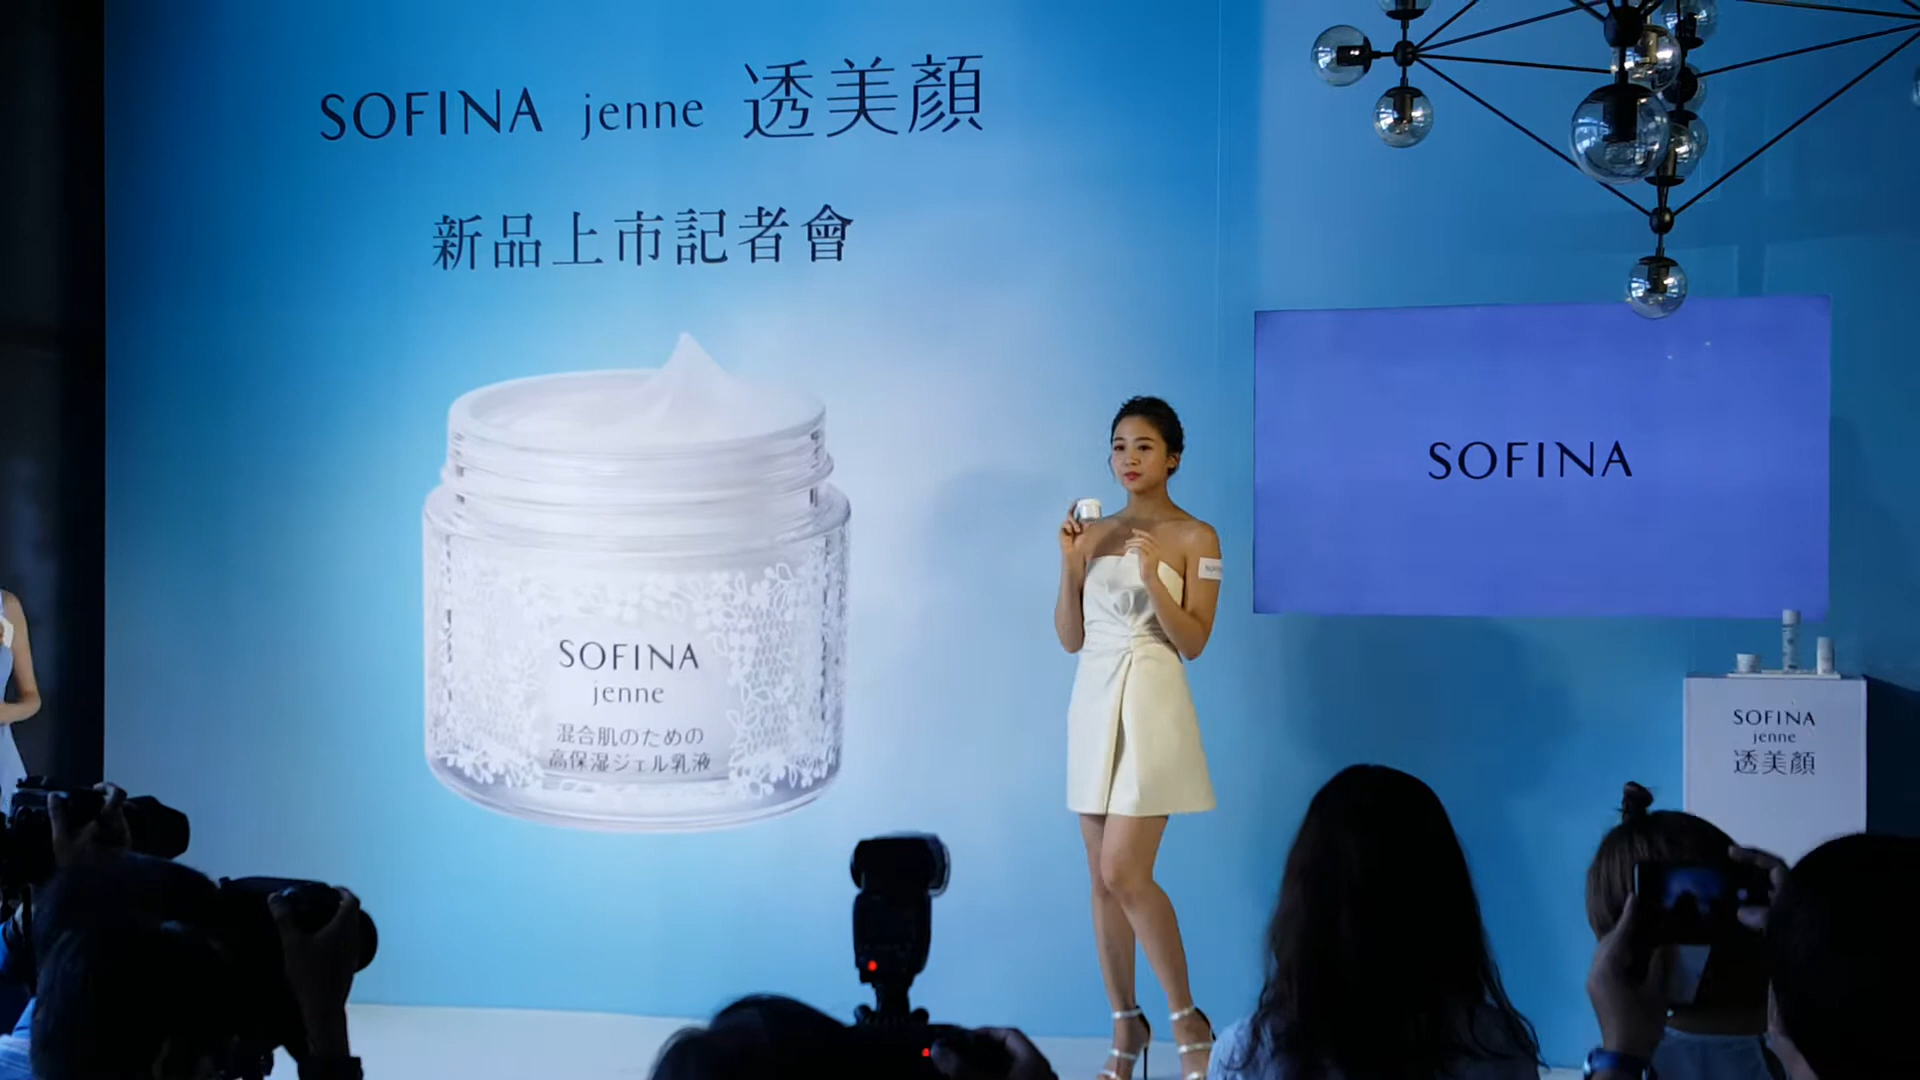 SOFINA jenne 透美顏
新品上市記者會
SOFINA
jenne
混合肌のための
高保湿ジェル乳液
SOFINA
SOFINA
jenne
透美顏